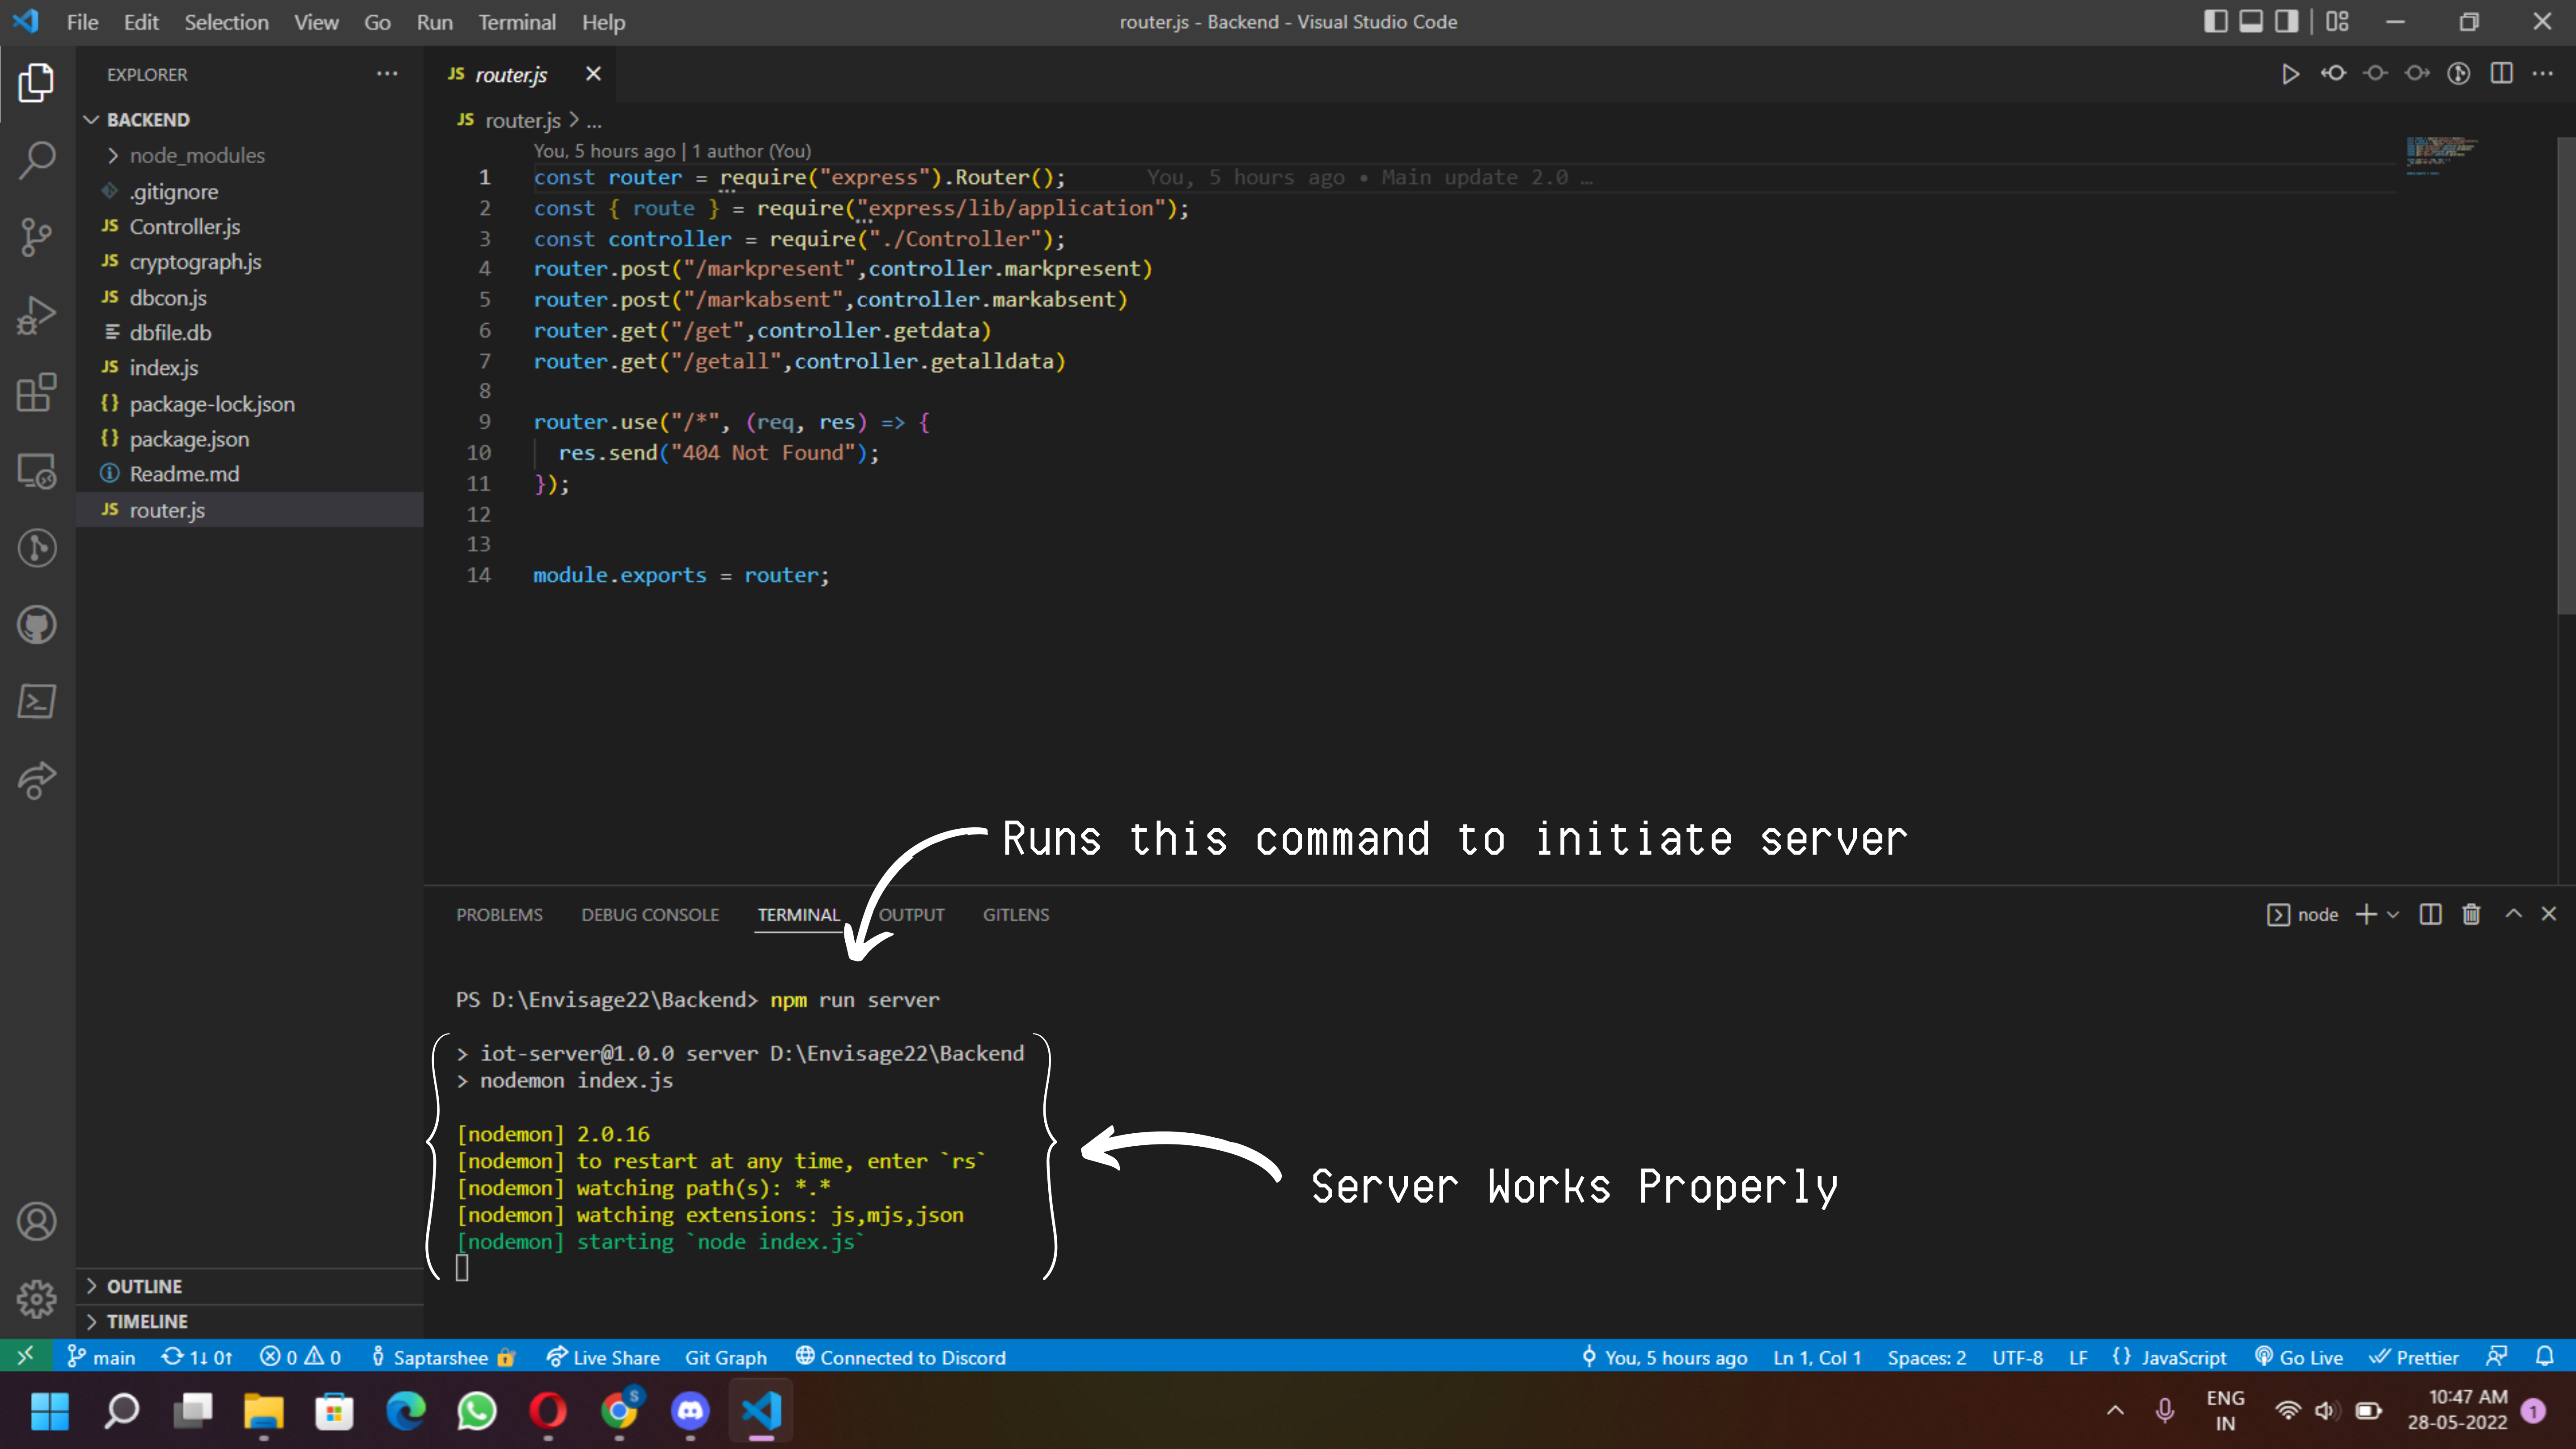 File Edit Selection View Go Run Terminal Help
router.js - Backend - Visual Studio Code
EXPLORER
JS router.js
BACKEND
node_modules
.gitignore
JS Controller.js
JS cryptograph.js
JS dbcon.js
dbfile.db
JS index.js
{} package-lock.json
{} package.json
Readme.md
JS router.js
OUTLINE
TIMELINE
JS router.js > ...
You, 5 hours ago | 1 author (You)
1 const router = require("express").Router(); You, 5 hours ago • Main update 2.0 …
2 const { route } = require("express/lib/application");
3 const controller = require("./Controller");
4 router.post("/markpresent",controller.markpresent)
5 router.post("/markabsent",controller.markabsent)
6 router.get("/get",controller.getdata)
7 router.get("/getall",controller.getalldata)
8
9 router.use("/*", (req, res) => {
10 res.send("404 Not Found");
11 });
12
13
14 module.exports = router;
Runs this command to initiate server
PROBLEMS DEBUG CONSOLE TERMINAL OUTPUT GITLENS
node
PS D:\Envisage22\Backend> npm run server
> iot-server@1.0.0 server D:\Envisage22\Backend
> nodemon index.js
[nodemon] 2.0.16
[nodemon] to restart at any time, enter `rs`
[nodemon] watching path(s): *.*
[nodemon] watching extensions: js,mjs,json
[nodemon] starting `node index.js`
Server Works Properly
main 1↓ 0↑ 0 0 Saptarshee Live Share Git Graph Connected to Discord
You, 5 hours ago Ln 1, Col 1 Spaces: 2 UTF-8 LF {} JavaScript Go Live Prettier
S
ENG
IN
10:47 AM
28-05-2022
1